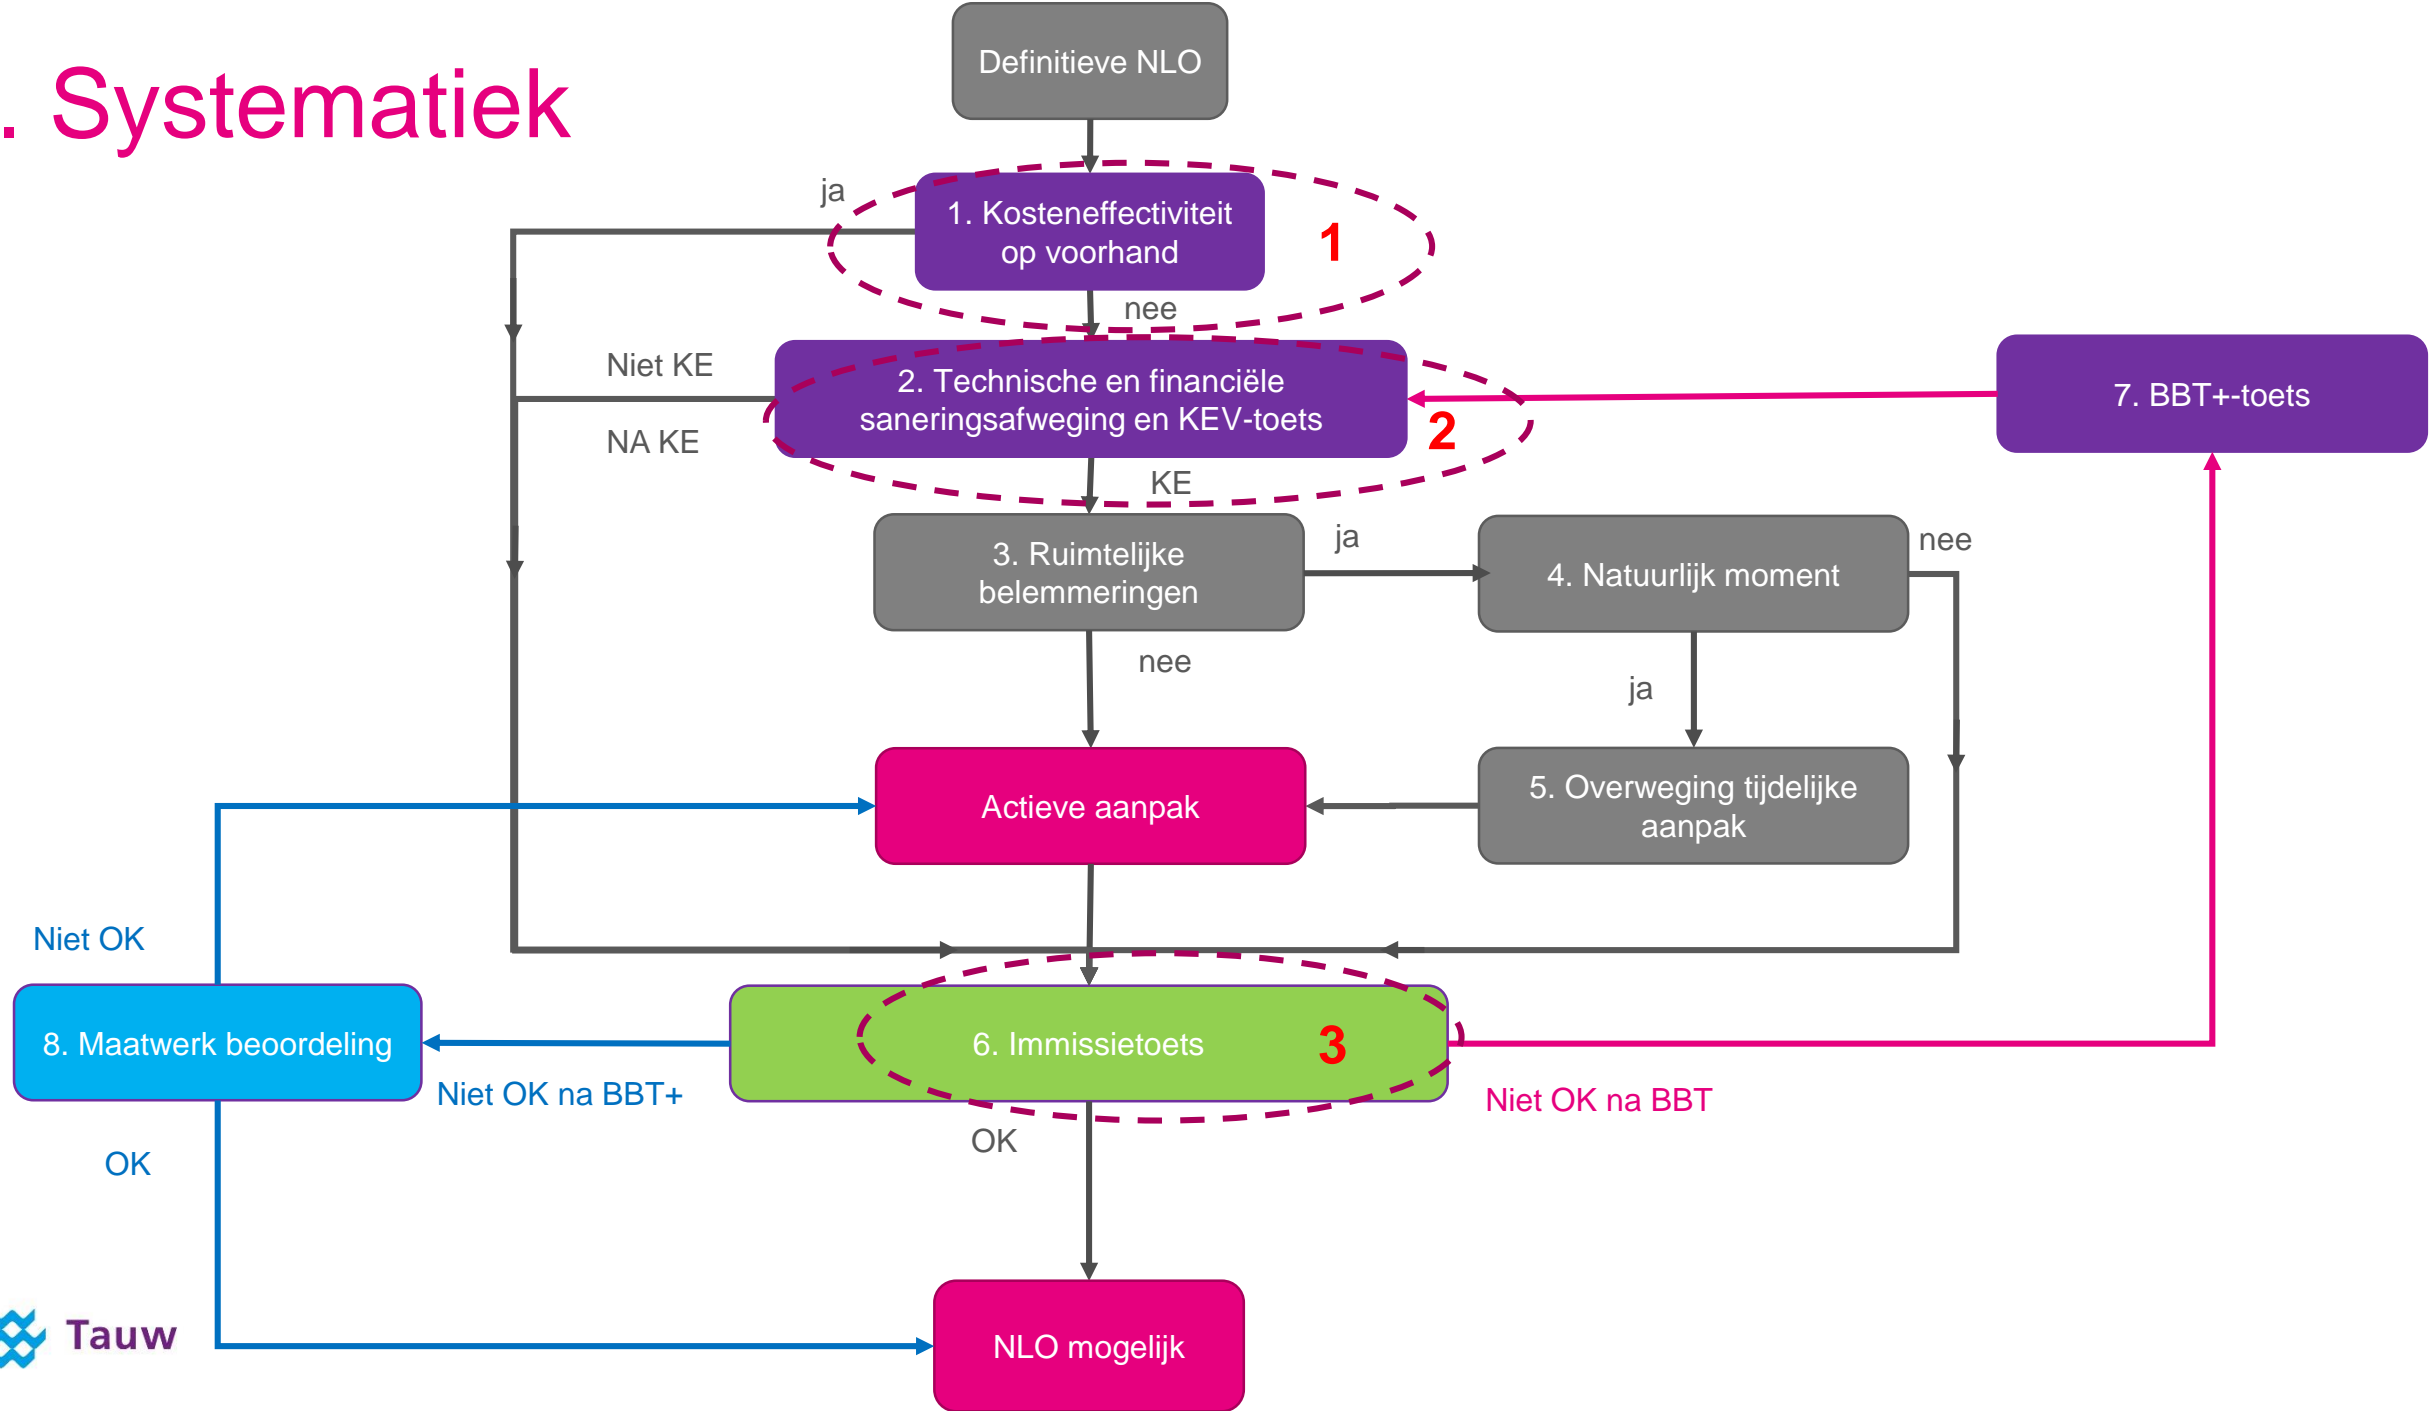 . Systematiek
Definitieve NLO
ja
1. Kosteneffectiviteit
op voorhand
1
nee
Niet KE
NA KE
2. Technische en financiële
saneringsafweging en KEV-toets
2
7. BBT+-toets
KE
3. Ruimtelijke
belemmeringen
ja
4. Natuurlijk moment
nee
nee
ja
Actieve aanpak
5. Overweging tijdelijke
aanpak
Niet OK
8. Maatwerk beoordeling
6. Immissietoets
3
Niet OK na BBT+
Niet OK na BBT
OK
OK
Tauw
NLO mogelijk